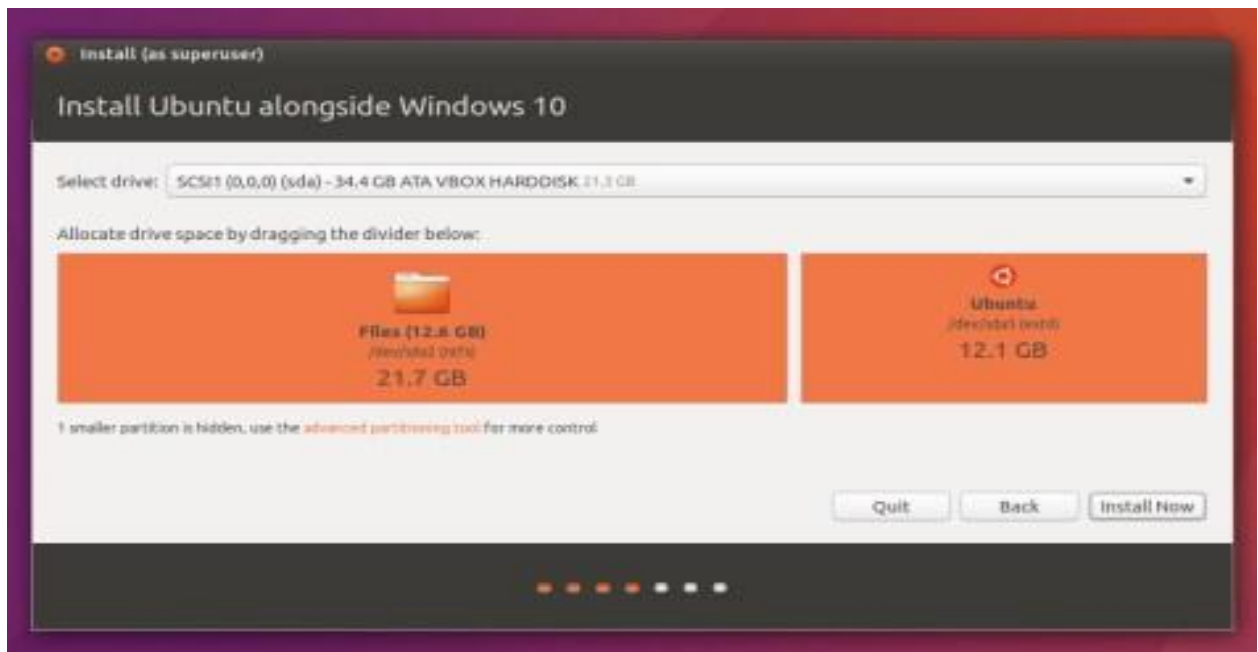 Install (as superuser)
Install Ubuntu alongside Windows 10
Select drive: SCSI1 (0,0,0) (sda) - 34.4 GB ATA VBOX HARDDISK
Allocate drive space by dragging the divider below:
Files (12.6 GB)
21.7 GB
Ubuntu
12.1 GB
1 smaller partition is hidden, use the advanced partitioning tool for more control
Quit
Back
Install Now